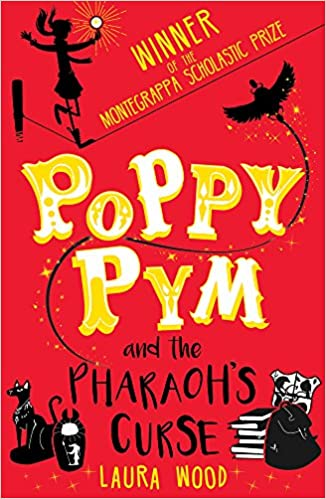 WINNER
OF THE
MONTEGRAPPA SCHOLASTIC PRIZE
POPPY
PYM
and the
PHARAOH'S
CURSE
LAURA WOOD